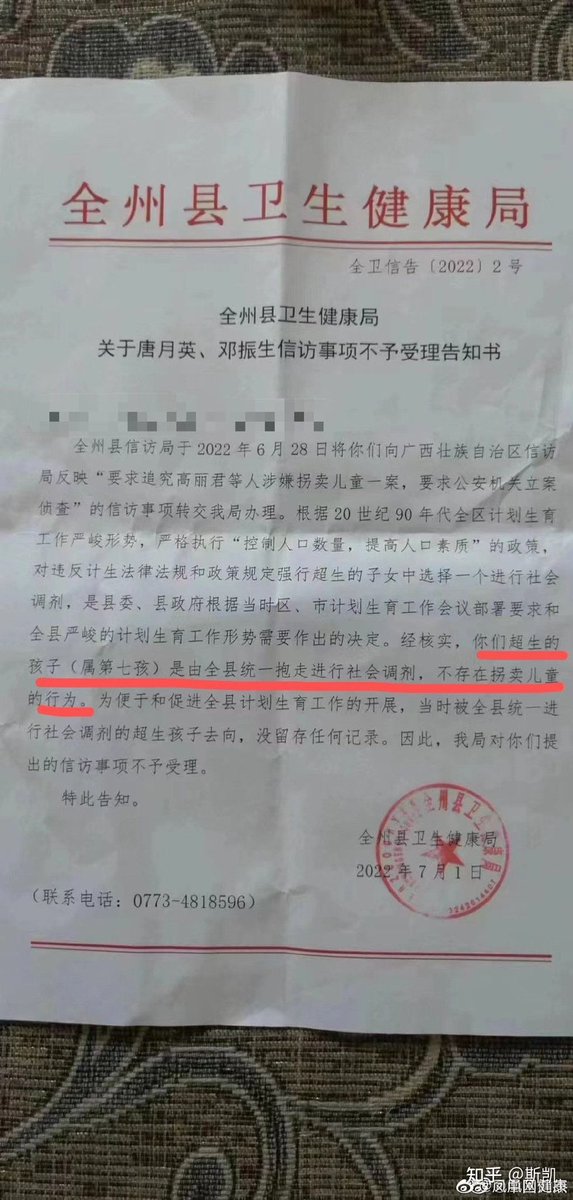 全州县卫生健康局
全卫信告〔2022〕2号
全州县卫生健康局
关于唐月英、邓振生信访事项不予受理告知书
全州县信访局于2022年6月28日将你们向广西壮族自治区信访
局反映“要求追究高丽君等人涉嫌拐卖儿童一案，要求公安机关立案
侦查”的信访事项转交我局办理。根据20世纪90年代全区计划生育
工作严峻形势，严格执行“控制人口数量，提高人口素质”的政策，
对违反计生法律法规和政策规定强行超生的子女中选择一个进行社会
调剂，是县委、县政府根据当时区、市计划生育工作会议部署要求和
全县严峻的计划生育工作形势需要作出的决定。经核实，你们超生的
孩子（属第七孩）是由全县统一抱走进行社会调剂，不存在拐卖儿童
的行为。为便于和促进全县计划生育工作的开展，当时被全县统一进
行社会调剂的超生孩子去向，没留存任何记录。因此，我局对你们提
出的信访事项不予受理。
特此告知。
全州县卫生健康局
2022年7月1日
（联系电话：0773-4818596）
知乎 @斯凯